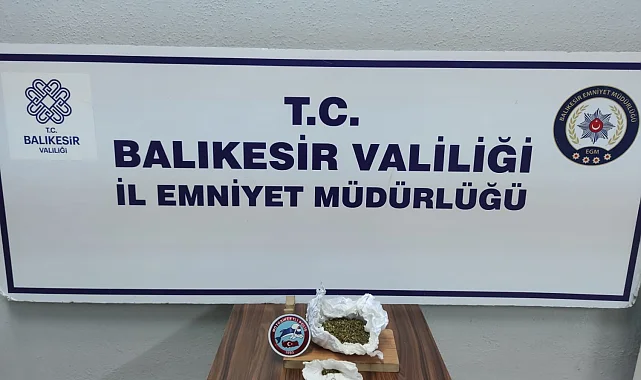 T.C.
BALIKESİR
VALİLİĞİ
T.C.
BALIKESİR VALİLİĞİ
İL EMNİYET MÜDÜRLÜĞÜ
BALIKESİR EMNİYET MÜDÜRLÜĞÜ
EGM